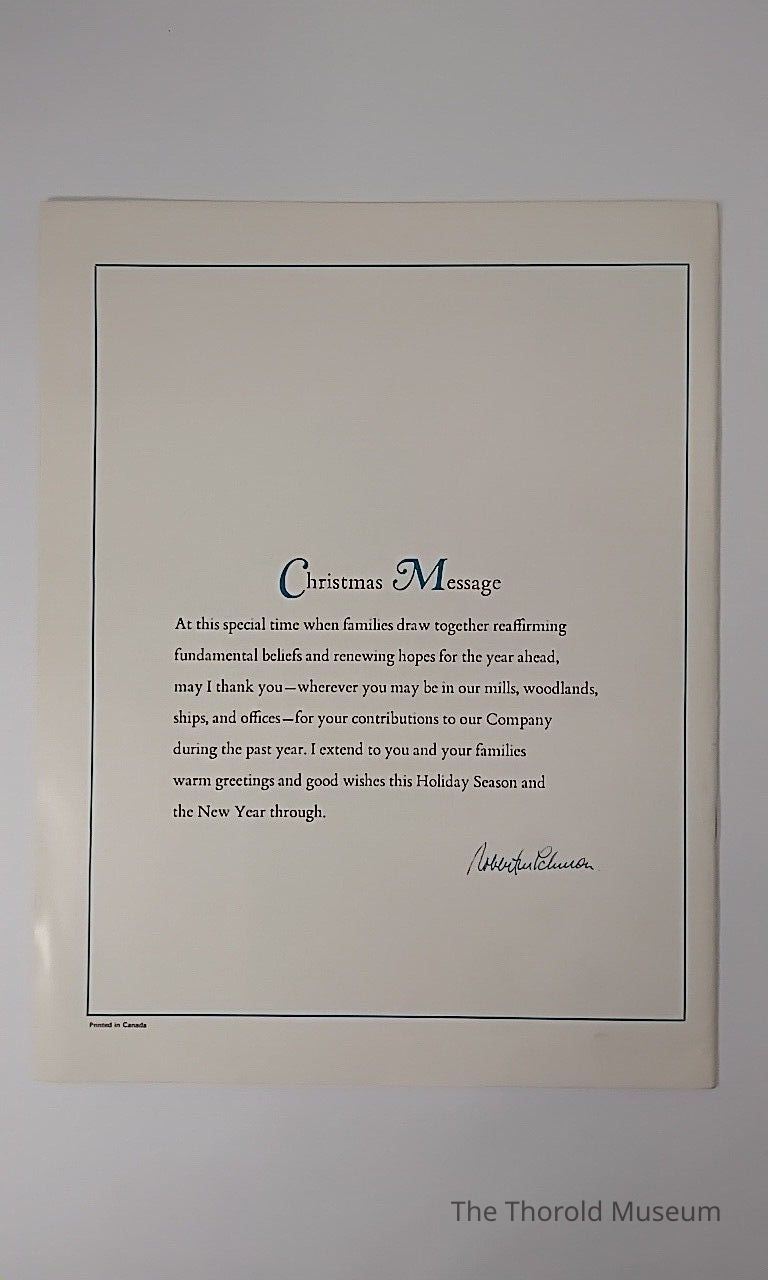 Christmas Message
At this special time when families draw together reaffirming
fundamental beliefs and renewing hopes for the year ahead,
may I thank you—wherever you may be in our mills, woodlands,
ships, and offices—for your contributions to our Company
during the past year. I extend to you and your families
warm greetings and good wishes this Holiday Season and
the New Year through.
Printed in Canada
The Thorold Museum